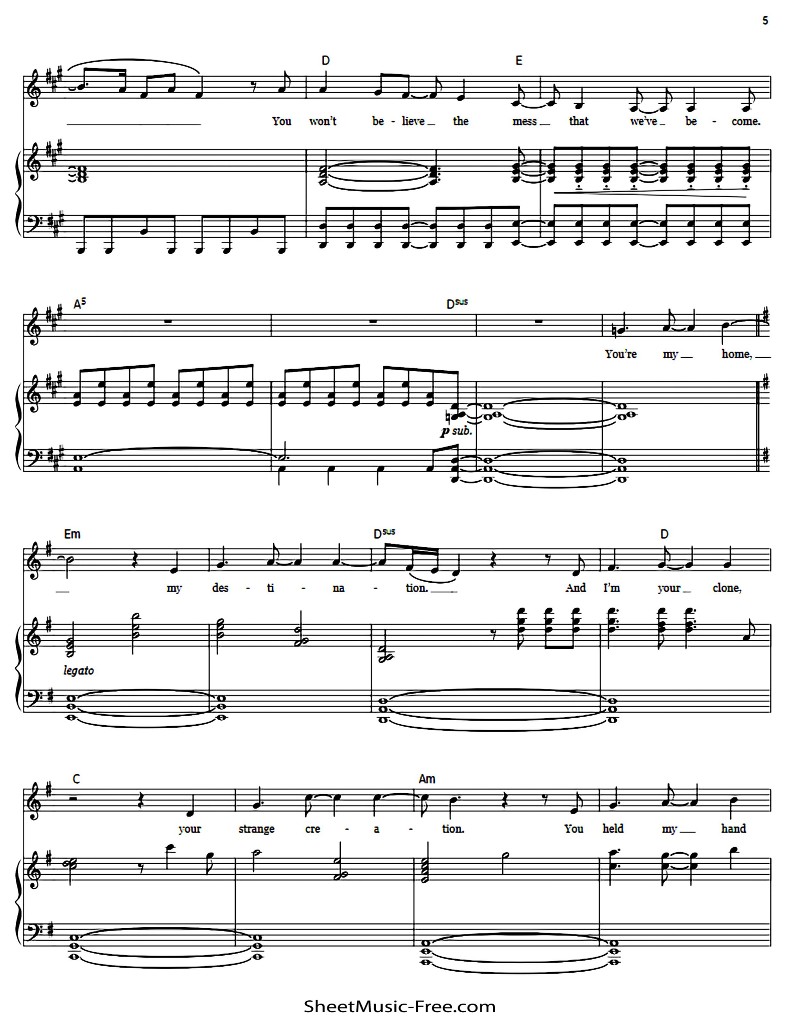 5
D E
You won't be - lieve the mess that we've be - come.
A5 Dsus
You're my home,
p sub.
Em Dsus D
my des - ti - na - tion. And I'm your clone,
legato
C Am
your strange cre - a - tion. You held my hand
SheetMusic-Free.com